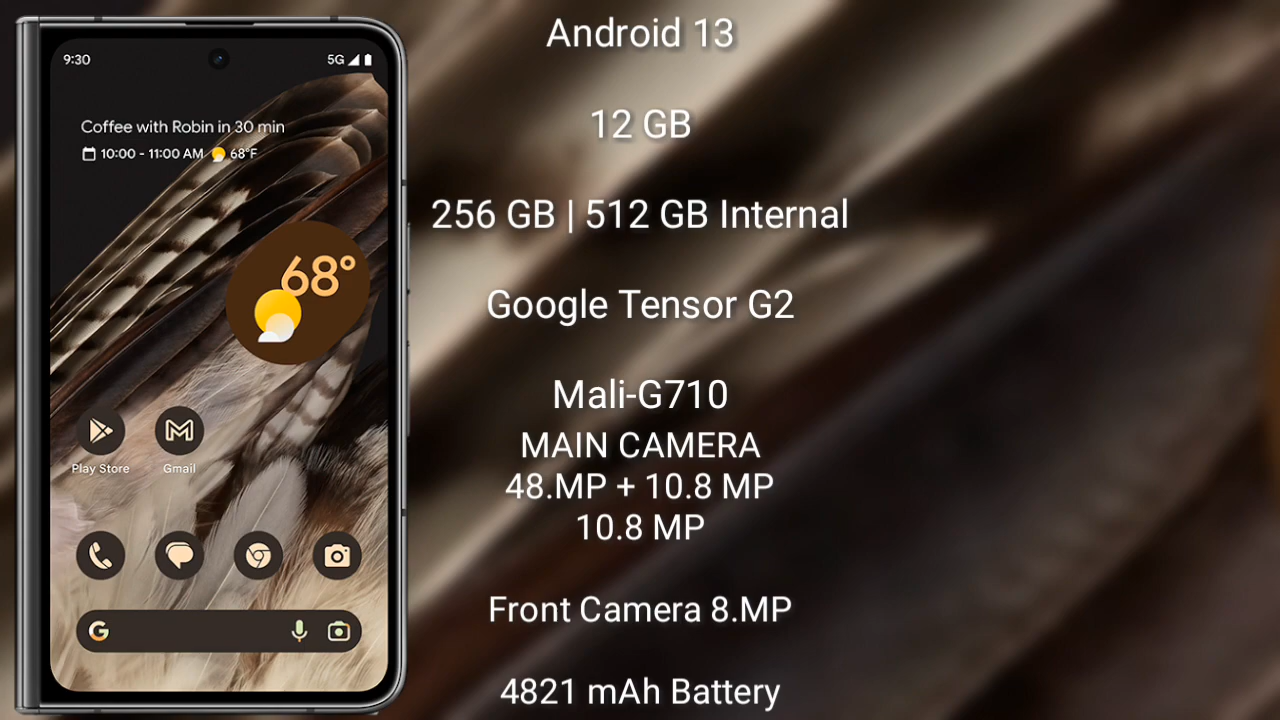 9:30
5G
Coffee with Robin in 30 min
10:00 - 11:00 AM 68°F
68°
Play Store
Gmail
G
Android 13
12 GB
256 GB | 512 GB Internal
Google Tensor G2
Mali-G710
MAIN CAMERA
48.MP + 10.8 MP
10.8 MP
Front Camera 8.MP
4821 mAh Battery